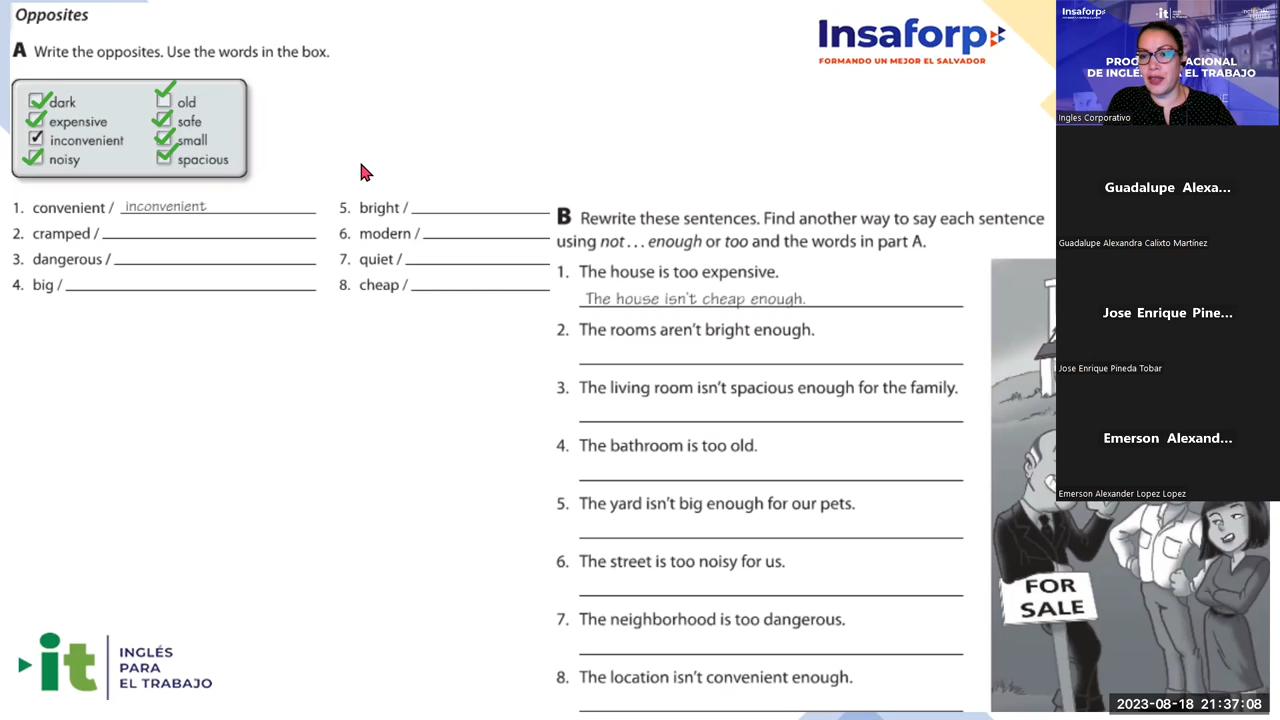 Opposites
A Write the opposites. Use the words in the box.
dark
old
expensive
safe
inconvenient
small
noisy
spacious
1. convenient / inconvenient
2. cramped /
3. dangerous /
4. big /
5. bright /
6. modern /
7. quiet /
8. cheap /
B Rewrite these sentences. Find another way to say each sentence
using not . . . enough or too and the words in part A.
1. The house is too expensive.
The house isn't cheap enough.
2. The rooms aren't bright enough.
3. The living room isn't spacious enough for the family.
4. The bathroom is too old.
5. The yard isn't big enough for our pets.
6. The street is too noisy for us.
7. The neighborhood is too dangerous.
8. The location isn't convenient enough.
FOR
SALE
Insaforp
FORMANDO UN MEJOR EL SALVADOR
it
INGLÉS
PARA
EL TRABAJO
Insaforp
it
Ingles Corporativo
Guadalupe Alexa...
Guadalupe Alexandra Calixto Martínez
Jose Enrique Pine...
Jose Enrique Pineda Tobar
Emerson Alexand...
Emerson Alexander Lopez Lopez
2023-08-18 21:37:08